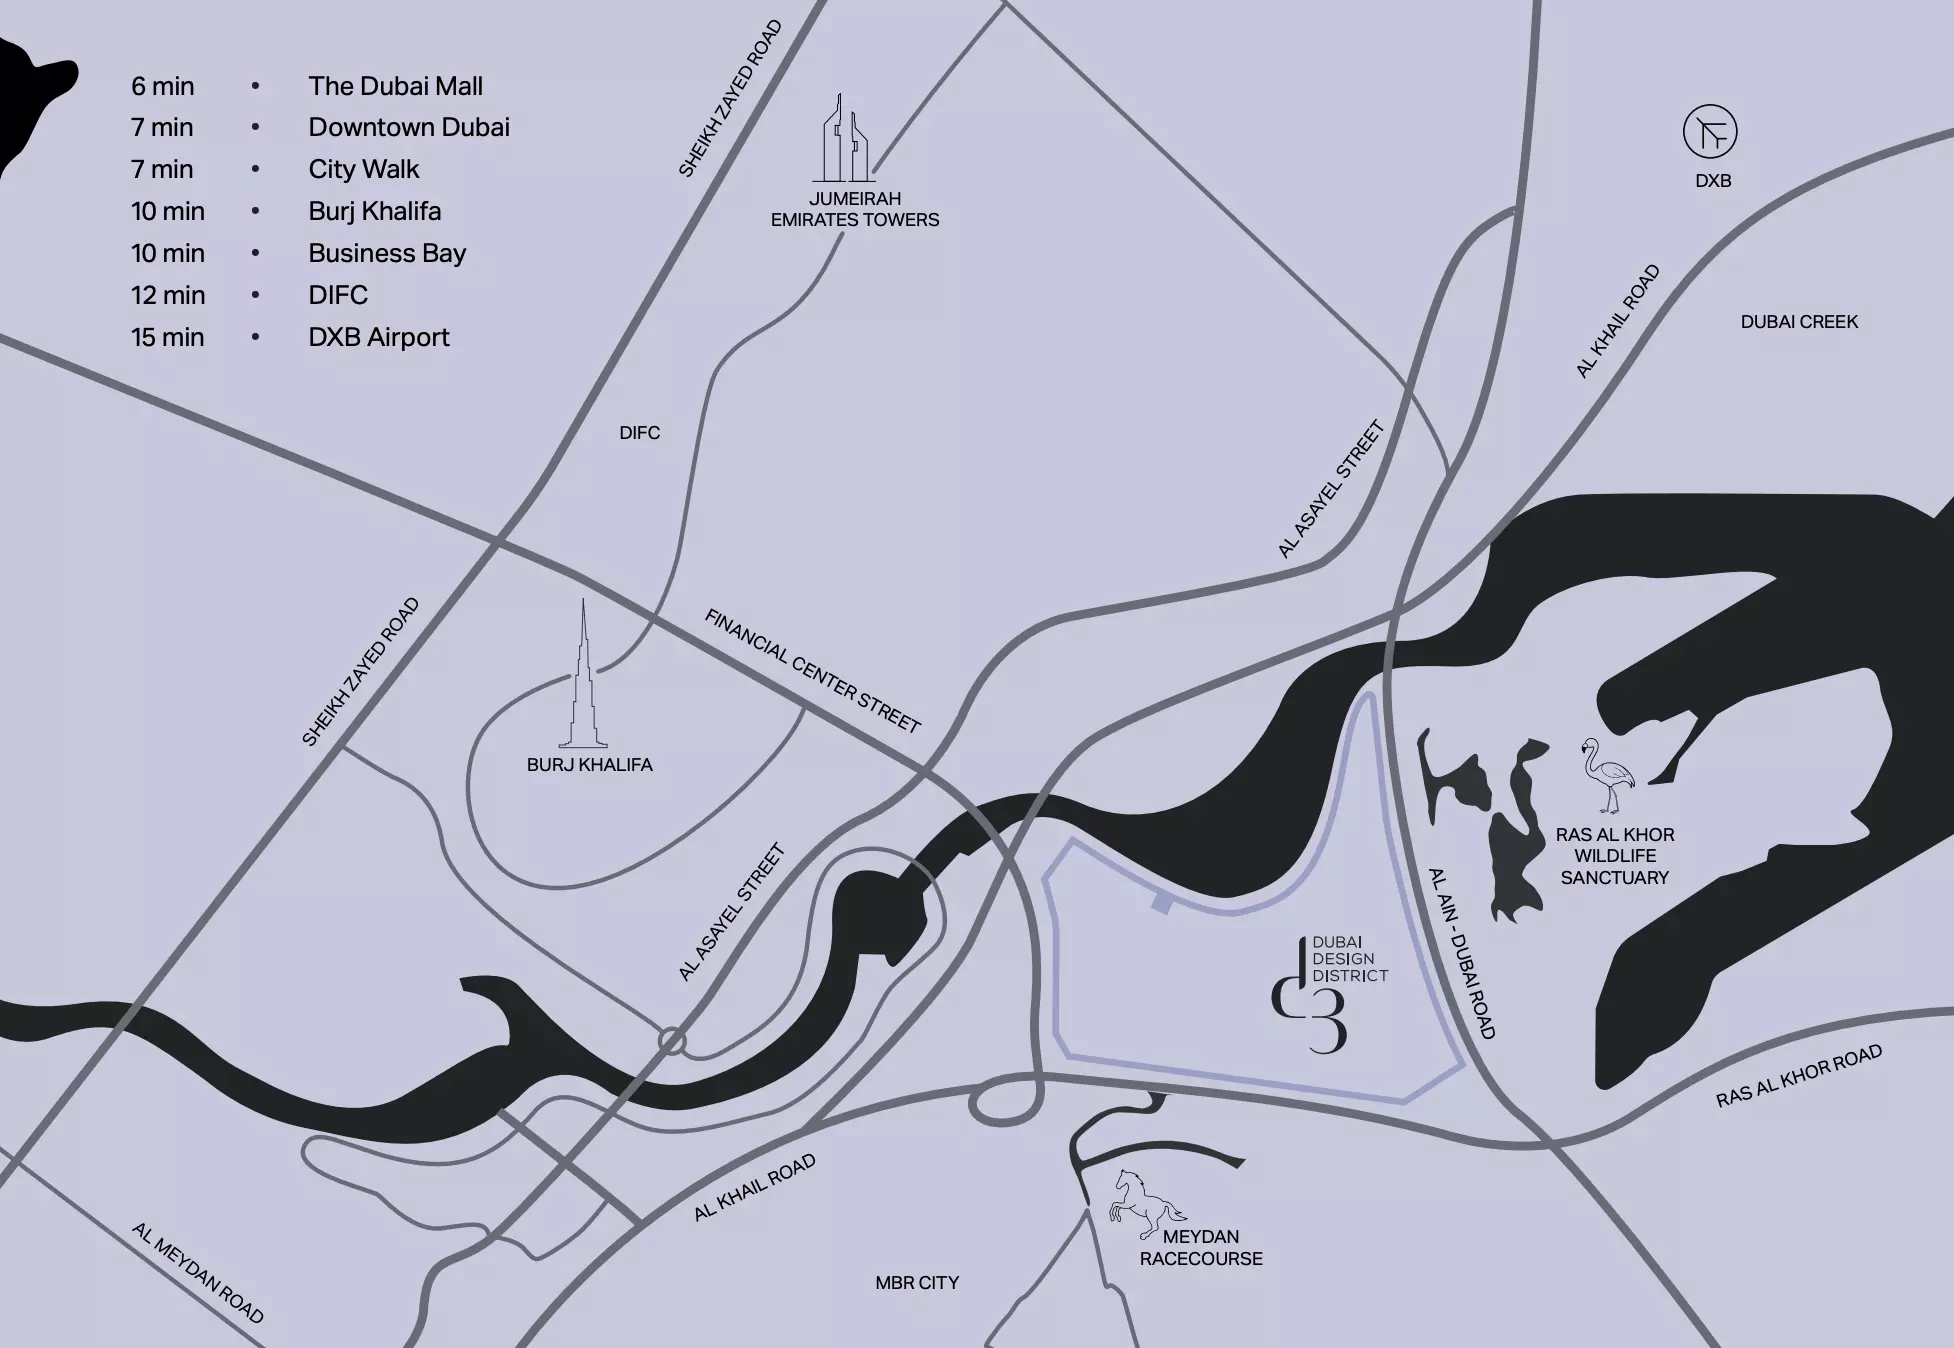 6 min • The Dubai Mall
7 min • Downtown Dubai
7 min • City Walk
10 min • Burj Khalifa
10 min • Business Bay
12 min • DIFC
15 min • DXB Airport
SHEIKH ZAYED ROAD
JUMEIRAH
EMIRATES TOWERS
DXB
AL KHAIL ROAD
DUBAI CREEK
DIFC
AL ASAYEL STREET
SHEIKH ZAYED ROAD
FINANCIAL CENTER STREET
BURJ KHALIFA
RAS AL KHOR
WILDLIFE
SANCTUARY
AL ASAYEL STREET
AL AIN - DUBAI ROAD
DUBAI
DESIGN
DISTRICT
d3
RAS AL KHOR ROAD
AL KHAIL ROAD
AL MEYDAN ROAD
MEYDAN
RACECOURSE
MBR CITY